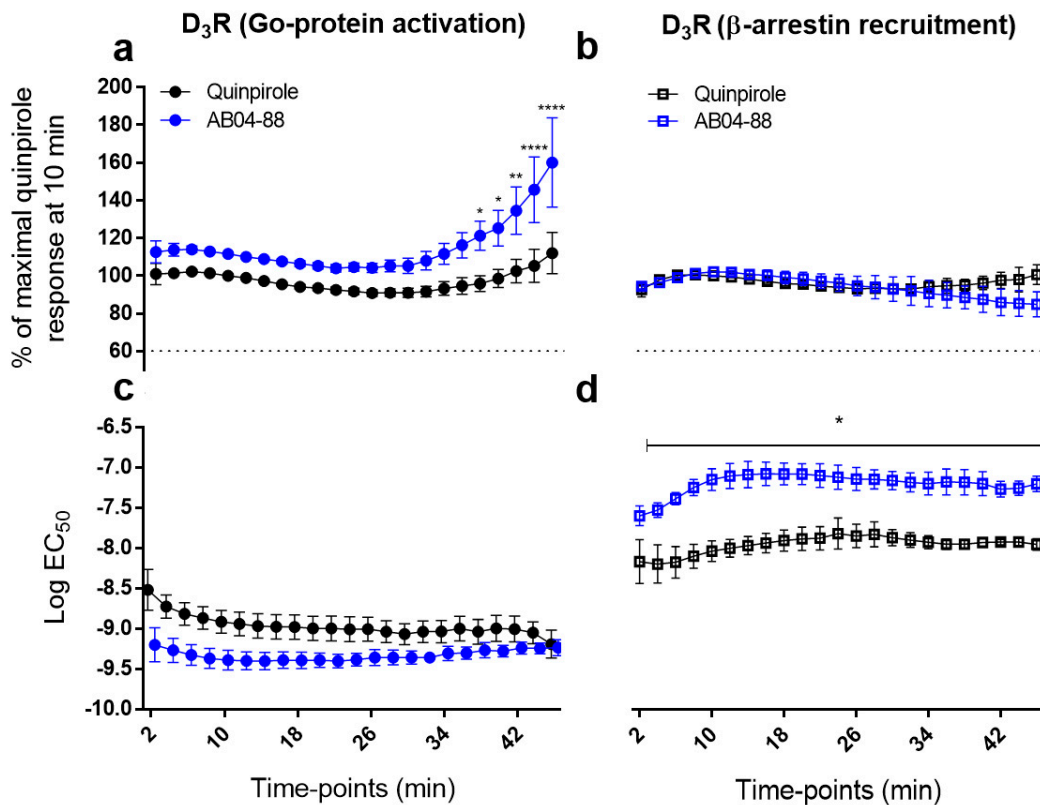 D₃R (Go-protein activation)
D₃R (β-arrestin recruitment)
a
b
% of maximal quinpirole
response at 10 min
200
180
160
140
120
100
80
60
Quinpirole
AB04-88
*
*
**
****
****
Quinpirole
AB04-88
c
d
Log EC₅₀
-6.5
-7.0
-7.5
-8.0
-8.5
-9.0
-9.5
-10.0
*
2
10
18
26
34
42
2
10
18
26
34
42
Time-points (min)
Time-points (min)